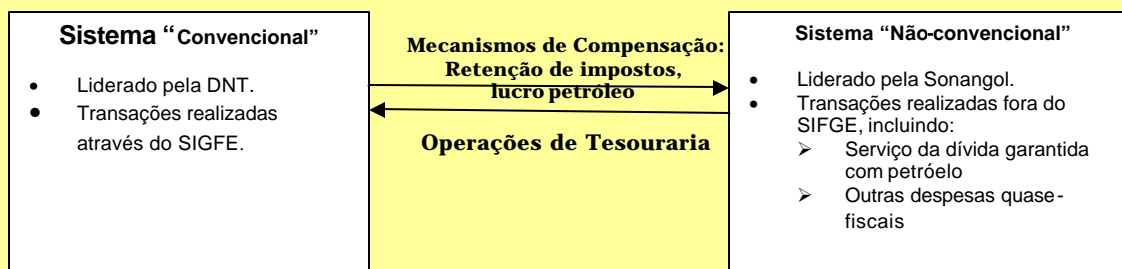 Sistema “Convencional”
• Liderado pela DNT.
• Transações realizadas
através do SIGFE.
Mecanismos de Compensação:
Retenção de impostos,
lucro petróleo
Operações de Tesouraria
Sistema “Não-convencional”
• Liderado pela Sonangol.
• Transações realizadas fora do
SIFGE, incluindo:
➢ Serviço da dívida garantida
com petróelo
➢ Outras despesas quase-
fiscais